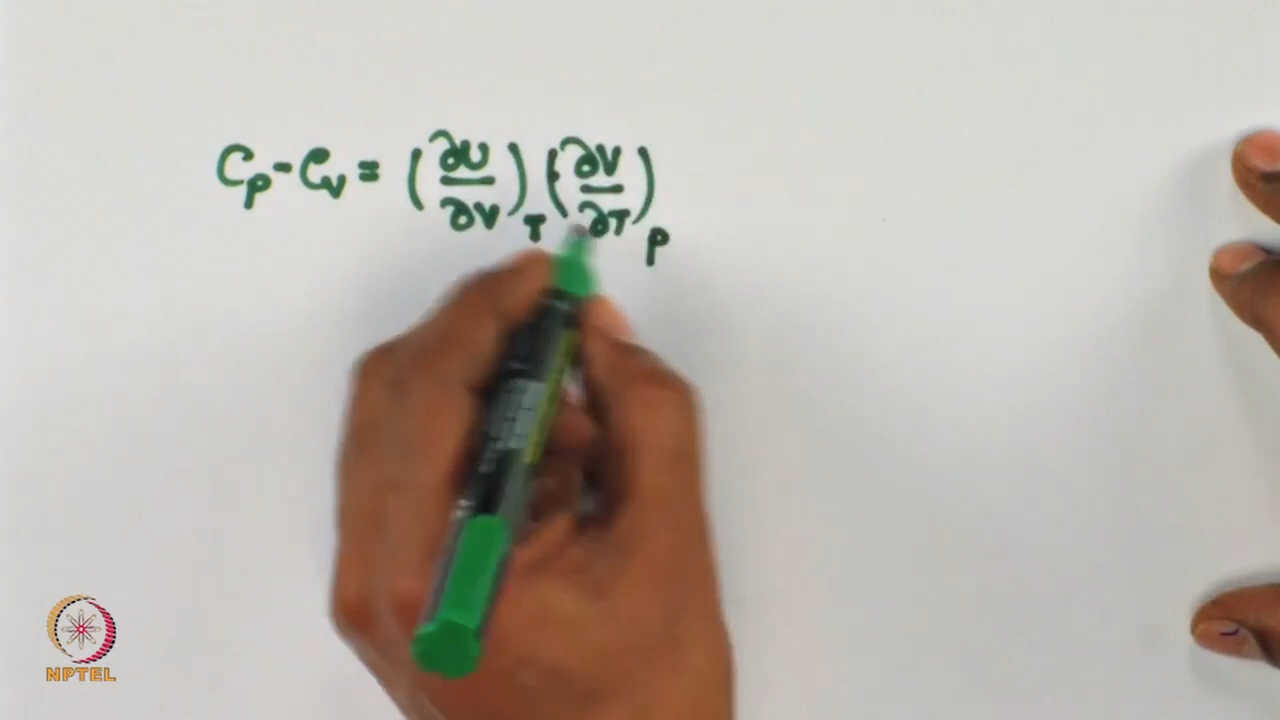 Cp - Cv = (∂U/∂V)T (∂V/∂T)P
NPTEL